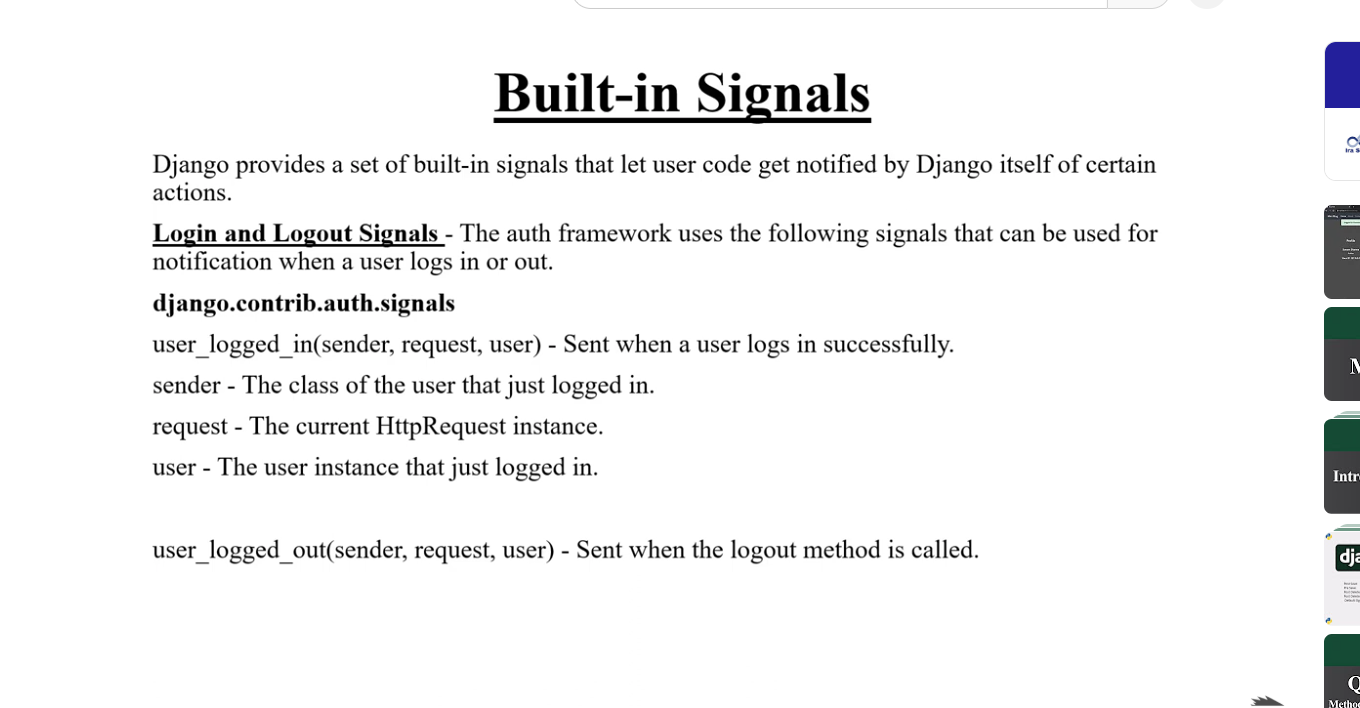 Built-in Signals
Django provides a set of built-in signals that let user code get notified by Django itself of certain
actions.
Login and Logout Signals - The auth framework uses the following signals that can be used for
notification when a user logs in or out.
django.contrib.auth.signals
user_logged_in(sender, request, user) - Sent when a user logs in successfully.
sender - The class of the user that just logged in.
request - The current HttpRequest instance.
user - The user instance that just logged in.
user_logged_out(sender, request, user) - Sent when the logout method is called.